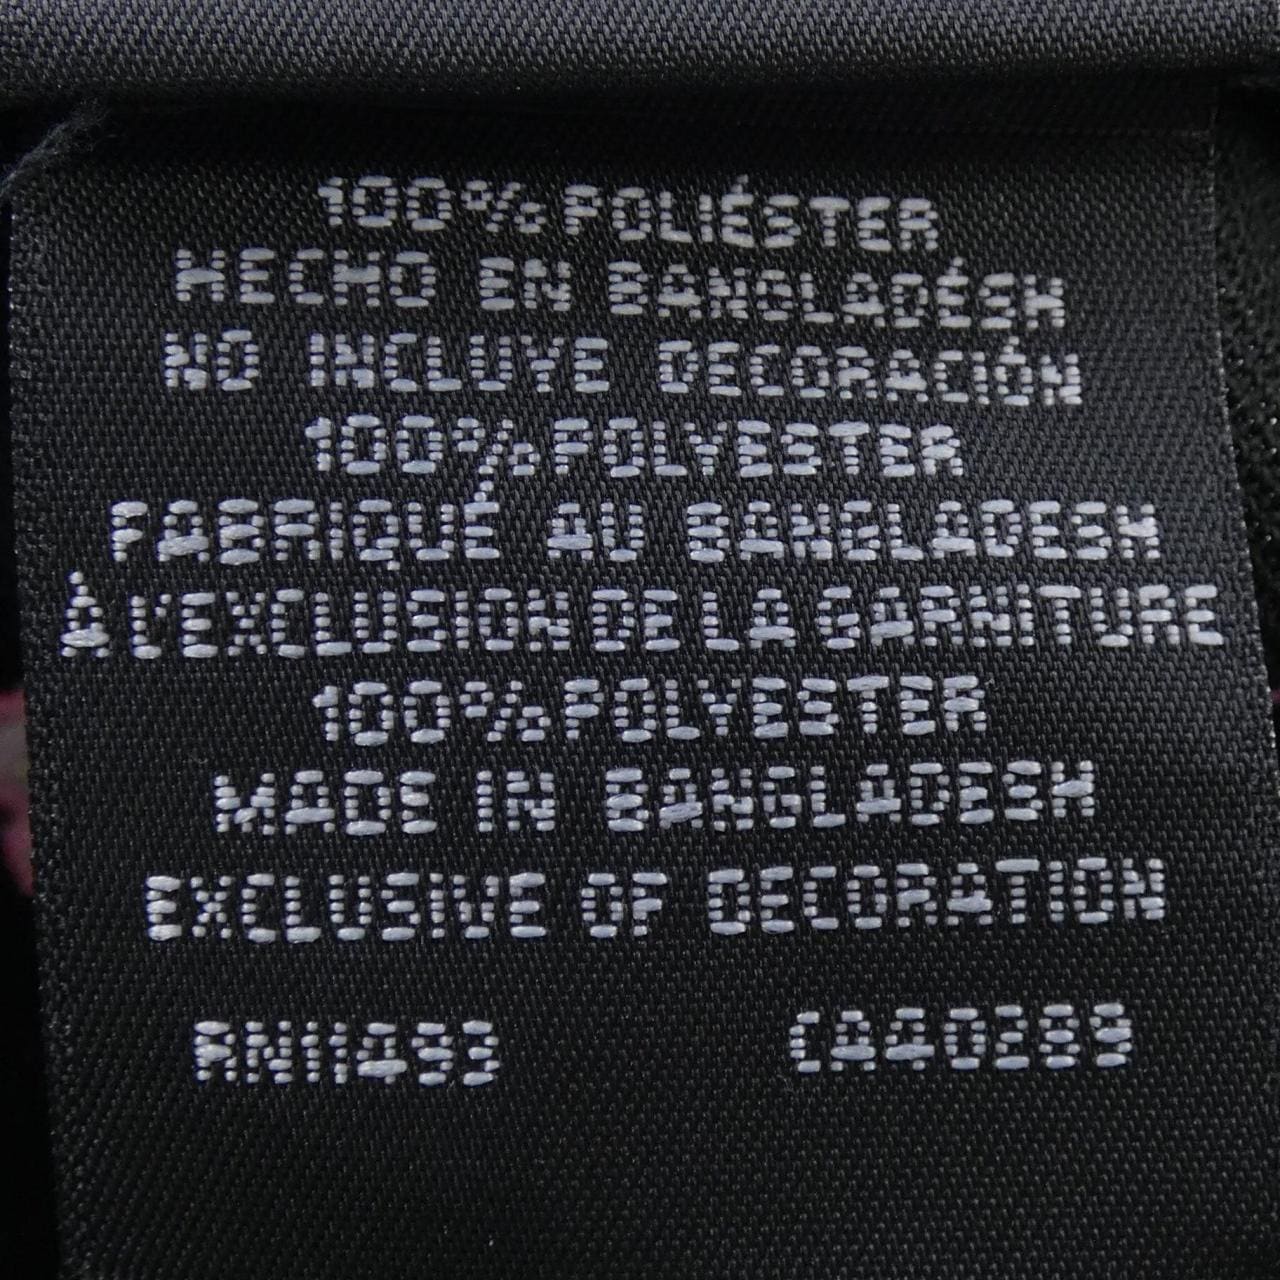 100% POLIÉSTER
HECHO EN BANGLADÉSH
NO INCLUYE DECORACIÓN
100% POLYESTER
FABRIQUÉ AU BANGLADESH
À L'EXCLUSION DE LA GARNITURE
100% POLYESTER
MADE IN BANGLADESH
EXCLUSIVE OF DECORATION
RN11493 CA40289